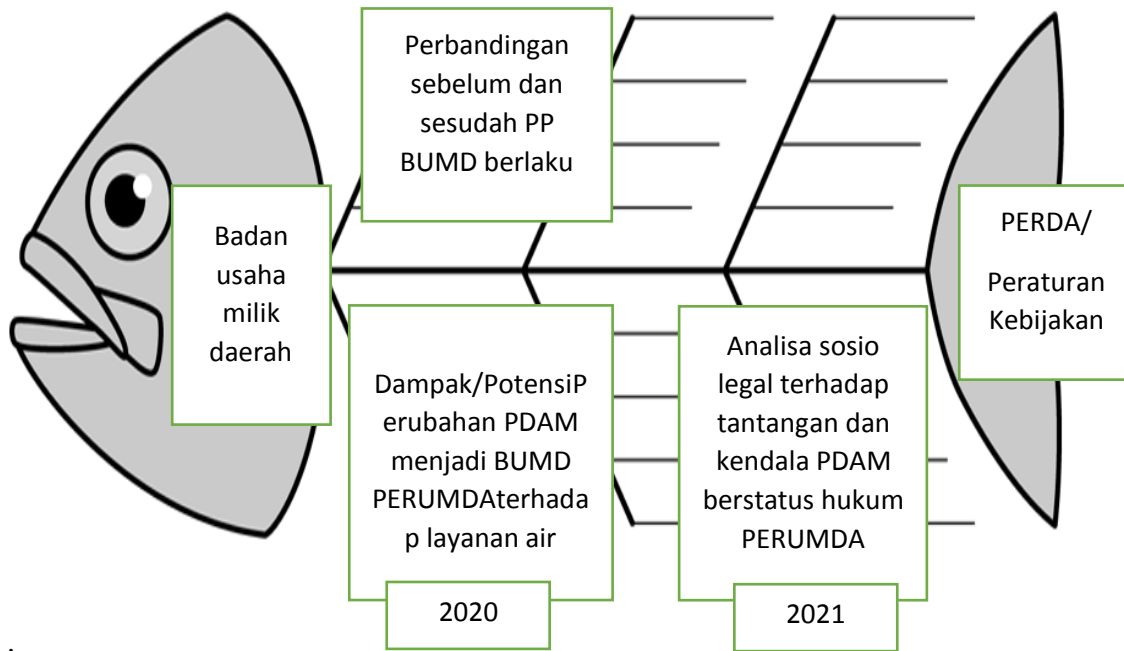 Perbandingan
sebelum dan
sesudah PP
BUMD berlaku
Badan
usaha
milik
daerah
PERDA/
Peraturan
Kebijakan
Dampak/PotensiP
erubahan PDAM
menjadi BUMD
PERUMDAterhada
p layanan air
2020
Analisa sosio
legal terhadap
tantangan dan
kendala PDAM
berstatus hukum
PERUMDA
2021
.